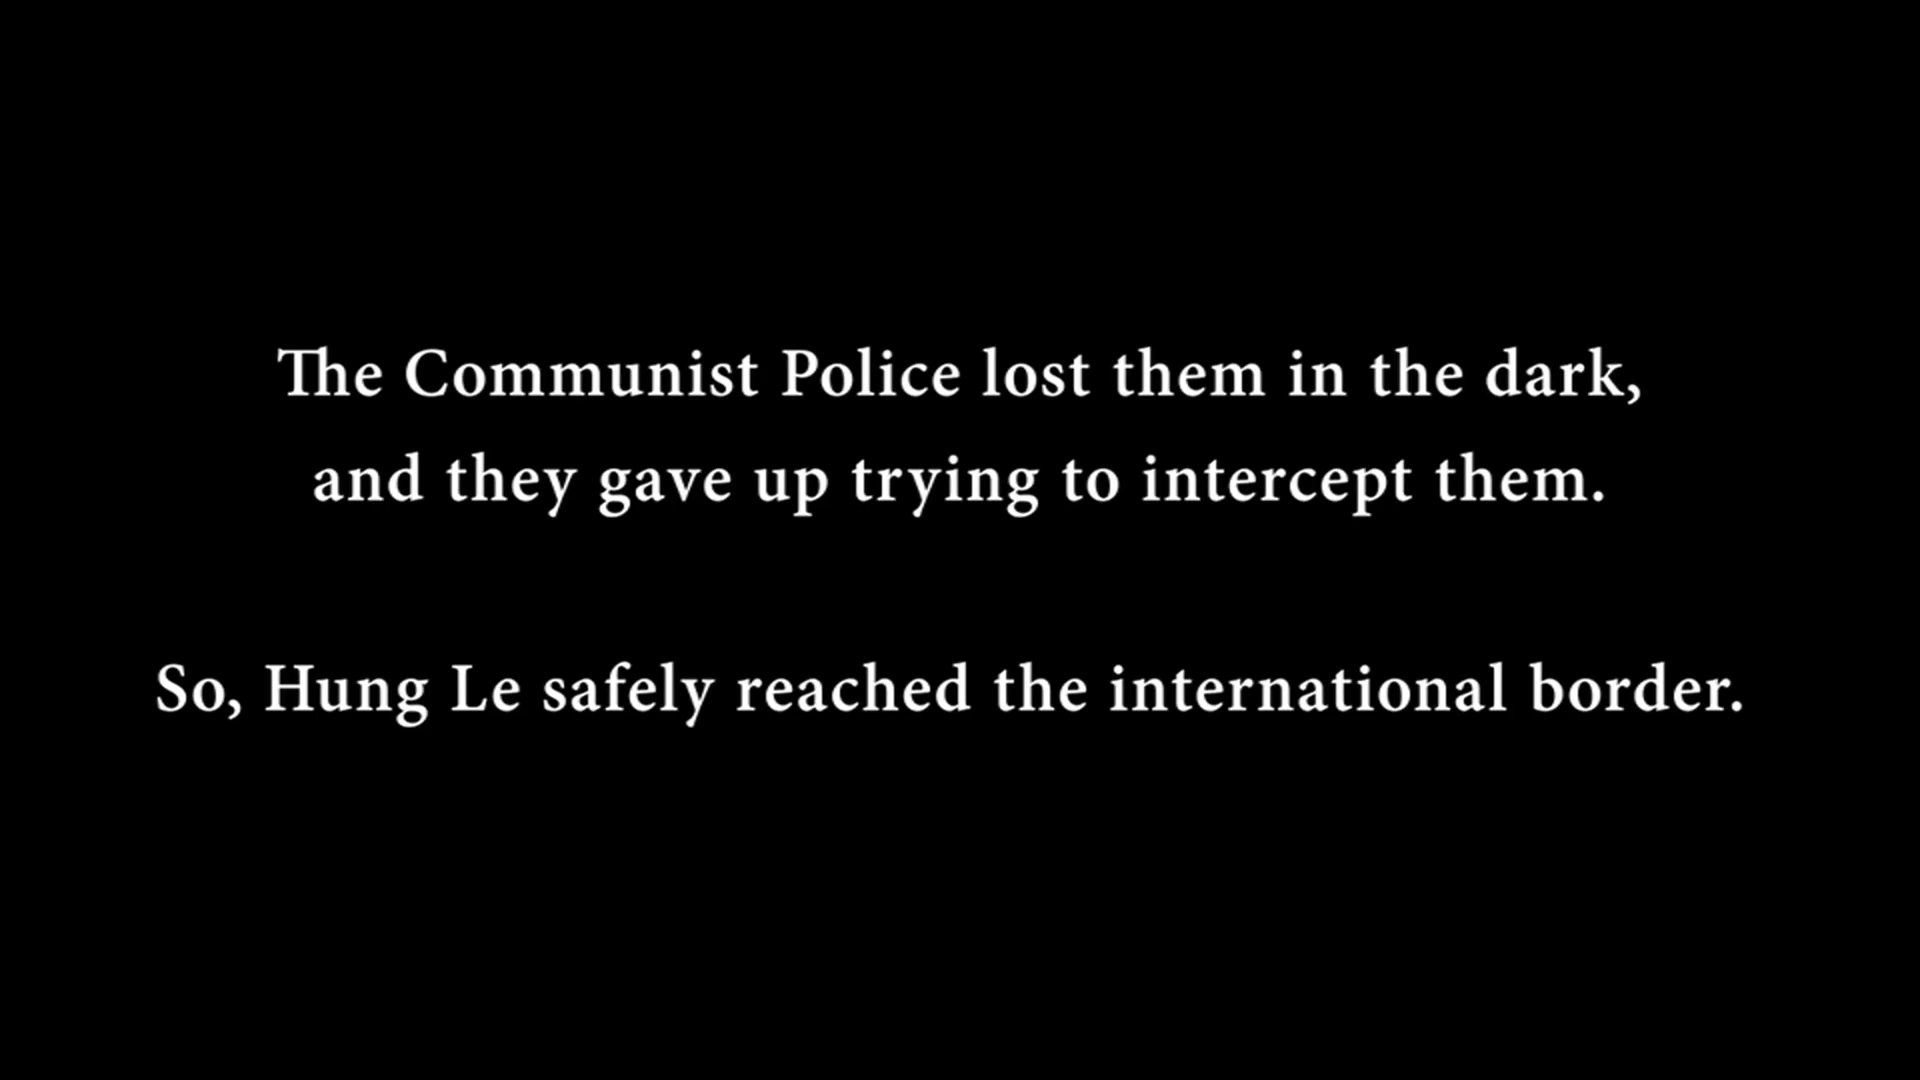 The Communist Police lost them in the dark,
and they gave up trying to intercept them.
So, Hung Le safely reached the international border.